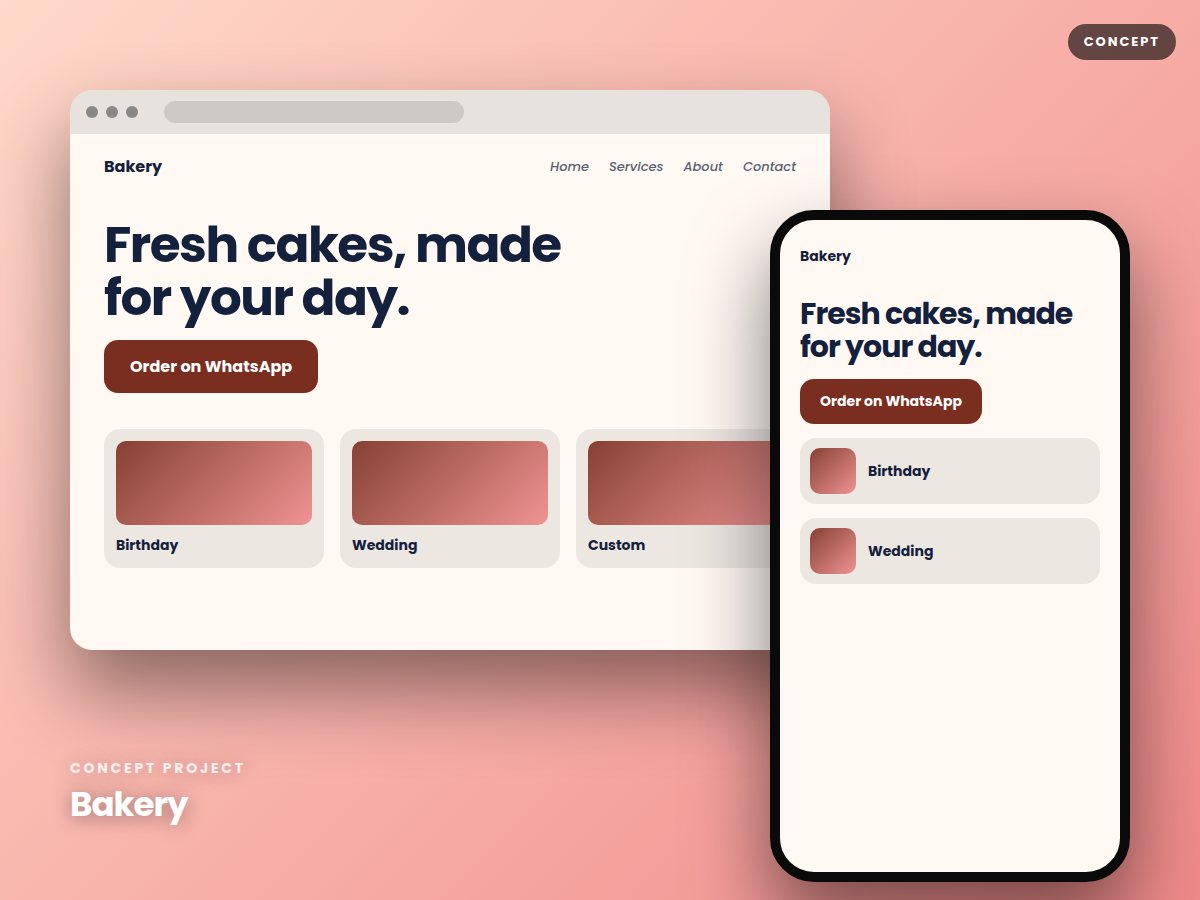 CONCEPT
Bakery
Home Services About Contact
Fresh cakes, made
for your day.
Order on WhatsApp
Birthday
Wedding
Custom
Bakery
Fresh cakes, made
for your day.
Order on WhatsApp
Birthday
Wedding
CONCEPT PROJECT
Bakery